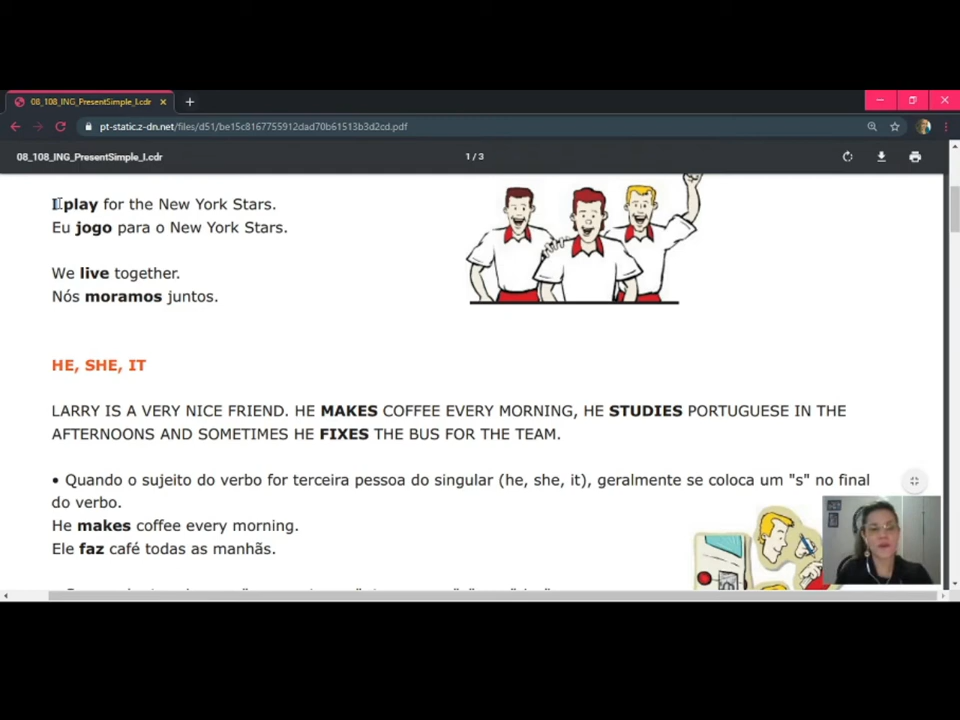 08_108_ING_PresentSimple_I.cdr
pt-static.z-dn.net/files/d51/be15c8167755912dad70b61513b3d2cd.pdf
08_108_ING_PresentSimple_I.cdr
1 / 3
I play for the New York Stars.
Eu jogo para o New York Stars.
We live together.
Nós moramos juntos.
HE, SHE, IT
LARRY IS A VERY NICE FRIEND. HE MAKES COFFEE EVERY MORNING, HE STUDIES PORTUGUESE IN THE
AFTERNOONS AND SOMETIMES HE FIXES THE BUS FOR THE TEAM.
• Quando o sujeito do verbo for terceira pessoa do singular (he, she, it), geralmente se coloca um "s" no final
do verbo.
He makes coffee every morning.
Ele faz café todas as manhãs.